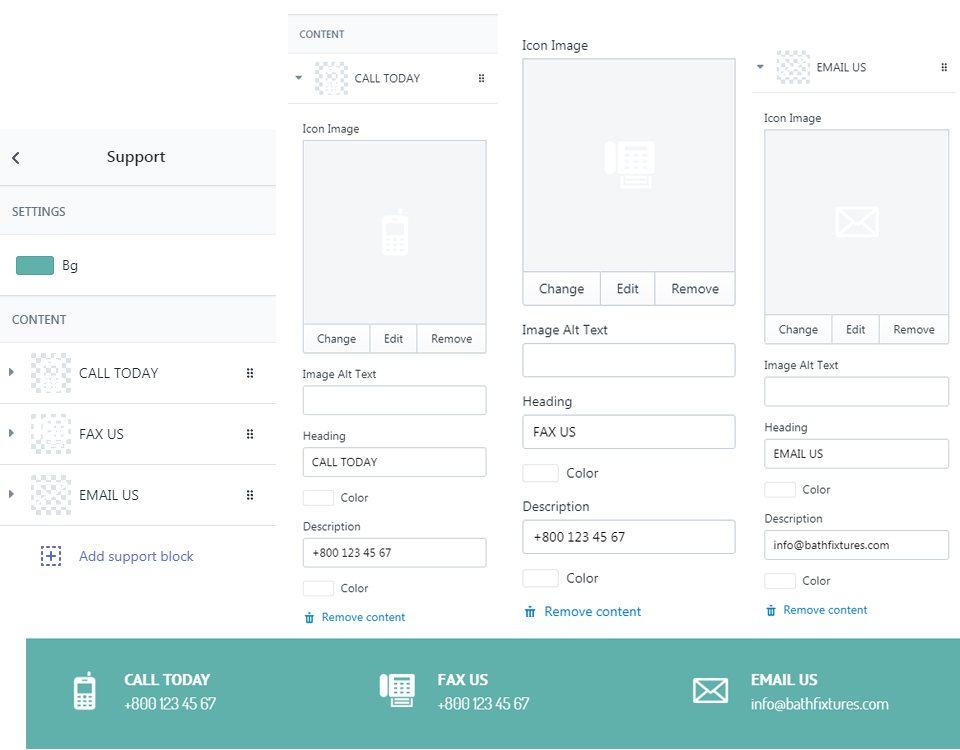 Support
SETTINGS
Bg
CONTENT
CALL TODAY
FAX US
EMAIL US
Add support block
CONTENT
CALL TODAY
Icon Image
Change Edit Remove
Image Alt Text
Heading
CALL TODAY
Color
Description
+800 123 45 67
Color
Remove content
Icon Image
Change Edit Remove
Image Alt Text
Heading
FAX US
Color
Description
+800 123 45 67
Color
Remove content
EMAIL US
Icon Image
Change Edit Remove
Image Alt Text
Heading
EMAIL US
Color
Description
info@bathfixtures.com
Color
Remove content
CALL TODAY
+800 123 45 67
FAX US
+800 123 45 67
EMAIL US
info@bathfixtures.com